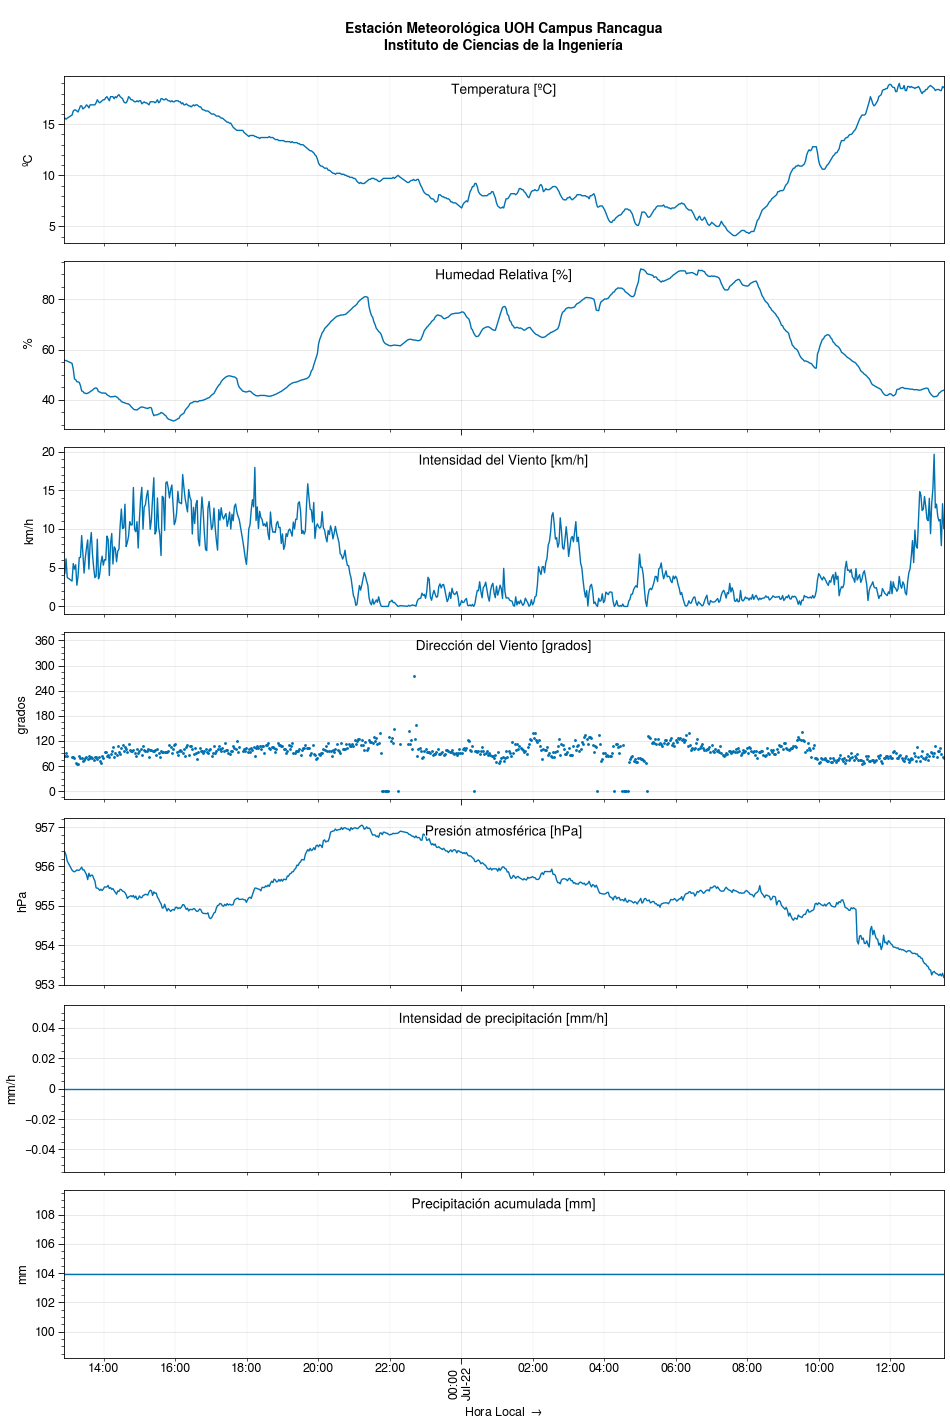 Estación Meteorológica UOH Campus Rancagua
Instituto de Ciencias de la Ingeniería
Temperatura [ºC]
ºC
15
10
5
Humedad Relativa [%]
%
80
60
40
Intensidad del Viento [km/h]
km/h
20
15
10
5
0
Dirección del Viento [grados]
grados
360
300
240
180
120
60
0
Presión atmosférica [hPa]
hPa
957
956
955
954
953
Intensidad de precipitación [mm/h]
mm/h
0.04
0.02
0
−0.02
−0.04
Precipitación acumulada [mm]
mm
108
106
104
102
100
14:00 16:00 18:00 20:00 22:00 00:00 02:00 04:00 06:00 08:00 10:00 12:00
Jul-22
Hora Local →